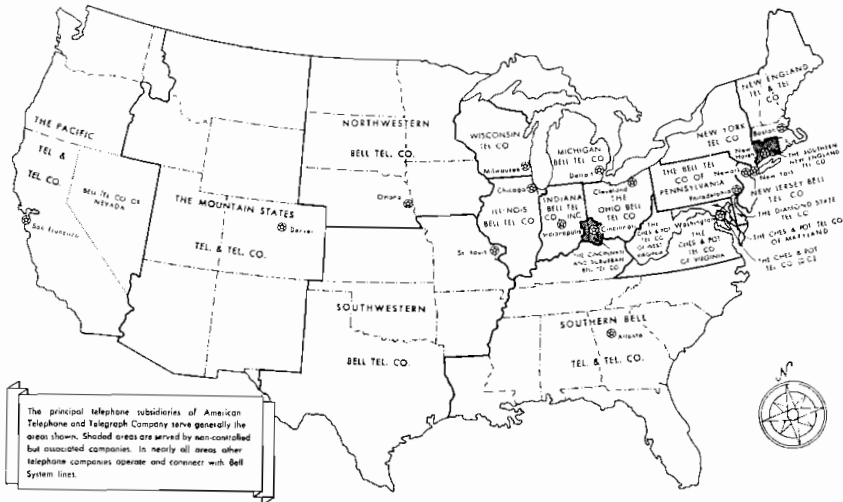 THE PACIFIC
TEL. &
TEL. CO.
San Francisco
BELL TEL CO OF
NEVADA
THE MOUNTAIN STATES
Denver
TEL. & TEL. CO.
NORTHWESTERN
BELL TEL. CO.
Omaha
SOUTHWESTERN
BELL TEL. CO.
St Louis
WISCONSIN
TEL CO
Milwaukee
Chicago
ILLINOIS
BELL TEL CO
MICHIGAN
BELL TEL CO
Detroit
INDIANA
BELL TEL
CO INC
Indianapolis
Cleveland
THE OHIO BELL
TEL CO
Cincinnati
THE CINCINNATI
AND SUBURBAN
BELL TEL CO
THE
CHES & POT
TEL CO
OF WEST
VIRGINIA
Washington
THE
CHES & POT
TEL CO
OF VIRGINIA
SOUTHERN BELL
Atlanta
TEL. & TEL. CO.
THE BELL TEL
CO OF
PENNSYLVANIA
Philadelphia
Newark
New York
NEW YORK
TEL CO
NEW ENGLAND
TEL & TEL
CO
Boston
New
Haven
THE SOUTHERN
NEW ENGLAND
TEL CO
NEW JERSEY BELL
TEL CO
THE DIAMOND STATE
TEL CO
THE CHES & POT TEL CO
OF MARYLAND
THE CHES & POT
TEL CO
N
The principal telephone subsidiaries of American
Telephone and Telegraph Company serve generally the
areas shown. Shaded areas are served by non-controlled
but associated companies. In nearly all areas other
telephone companies operate and connect with Bell
System lines.